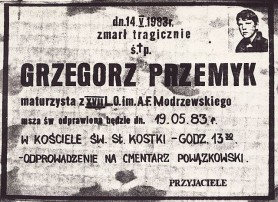 dn. 14 V 1983r.
zmarł tragicznie
ś.†p.
GRZEGORZ PRZEMYK
maturzysta z XVIII L.O. im. A.F. Modrzewskiego
msza św odprawiona będzie dn. 19.05.83 r.
W KOŚCIELE ŚW. ST. KOSTKI - GODZ. 13 30
-ODPROWADZENIE NA CMENTARZ POWĄZKOWSKI.
PRZYJACIELE